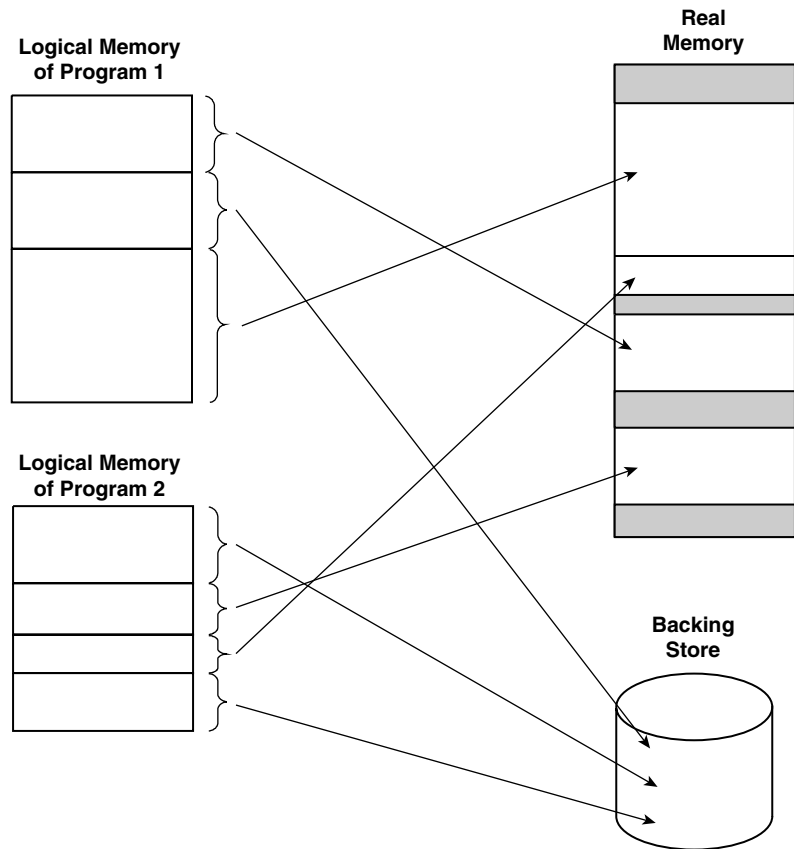 Logical Memory
of Program 1
Real
Memory
Logical Memory
of Program 2
Backing
Store